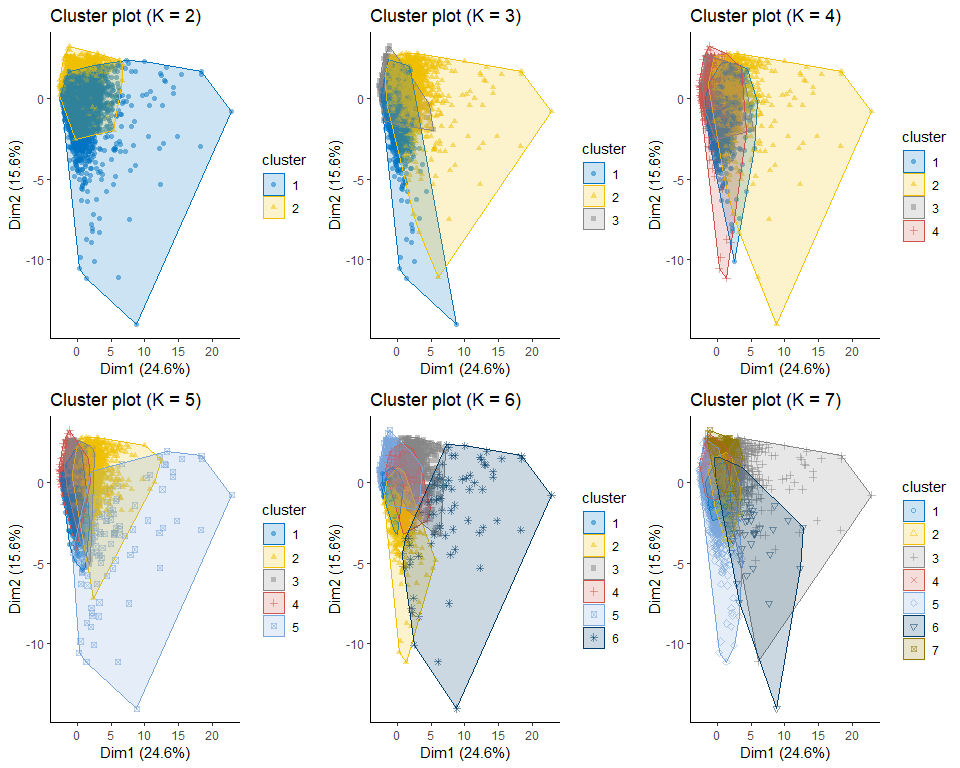 Cluster plot (K = 2)
0
-5
-10
Dim2 (15.6%)
0 5 10 15 20
Dim1 (24.6%)
cluster
1
2
Cluster plot (K = 3)
0
-5
-10
Dim2 (15.6%)
0 5 10 15 20
Dim1 (24.6%)
cluster
1
2
3
Cluster plot (K = 4)
0
-5
-10
Dim2 (15.6%)
0 5 10 15 20
Dim1 (24.6%)
cluster
1
2
3
4
Cluster plot (K = 5)
0
-5
-10
Dim2 (15.6%)
0 5 10 15 20
Dim1 (24.6%)
cluster
1
2
3
4
5
Cluster plot (K = 6)
0
-5
-10
Dim2 (15.6%)
0 5 10 15 20
Dim1 (24.6%)
cluster
1
2
3
4
5
6
Cluster plot (K = 7)
0
-5
-10
Dim2 (15.6%)
0 5 10 15 20
Dim1 (24.6%)
cluster
1
2
3
4
5
6
7